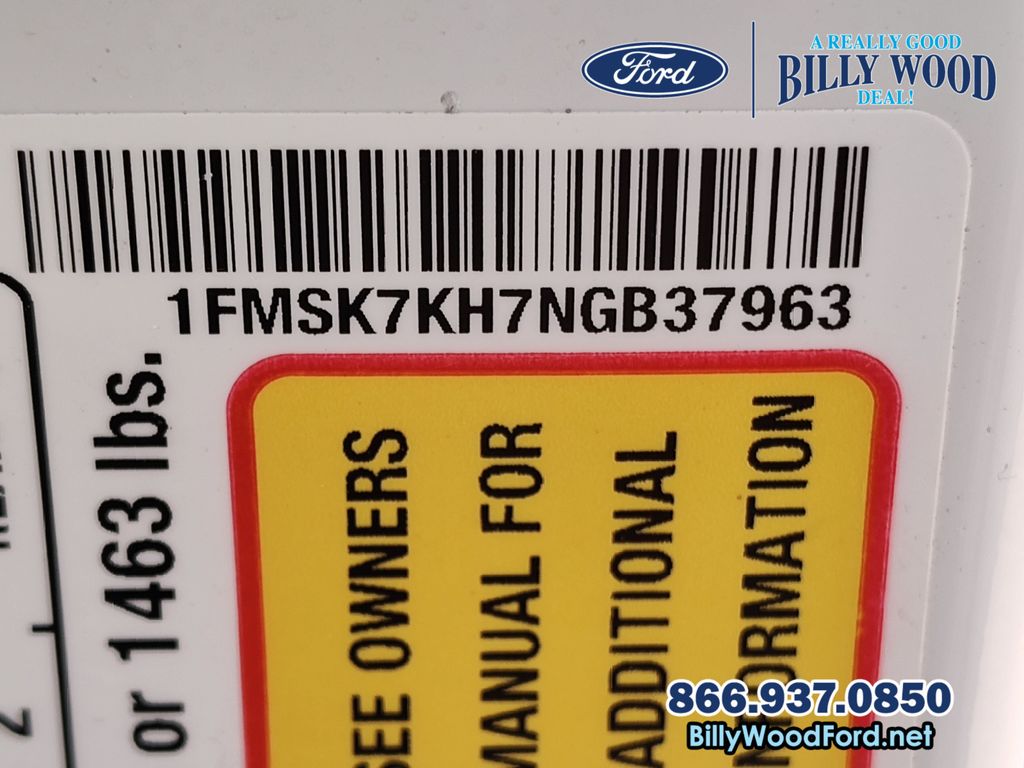 Ford
A REALLY GOOD
BILLY WOOD
DEAL!
1FMSK7KH7NGB37963
or 1463 lbs.
SEE OWNERS
MANUAL FOR
ADDITIONAL
INFORMATION
2
866.937.0850
BillyWoodFord.net